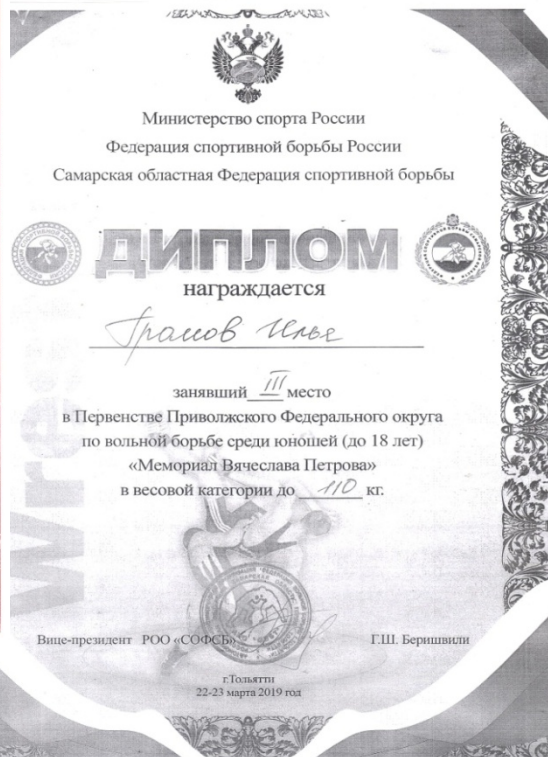 Министерство спорта России
Федерация спортивной борьбы России
Самарская областная Федерация спортивной борьбы
ДИПЛОМ
награждается
Громов Илья
занявший III место
в Первенстве Приволжского Федерального округа
по вольной борьбе среди юношей (до 18 лет)
«Мемориал Вячеслава Петрова»
в весовой категории до 110 кг.
Wre
Вице-президент РОО «СОФСБ» Г.Ш. Беришвили
г.Тольятти
22-23 марта 2019 год